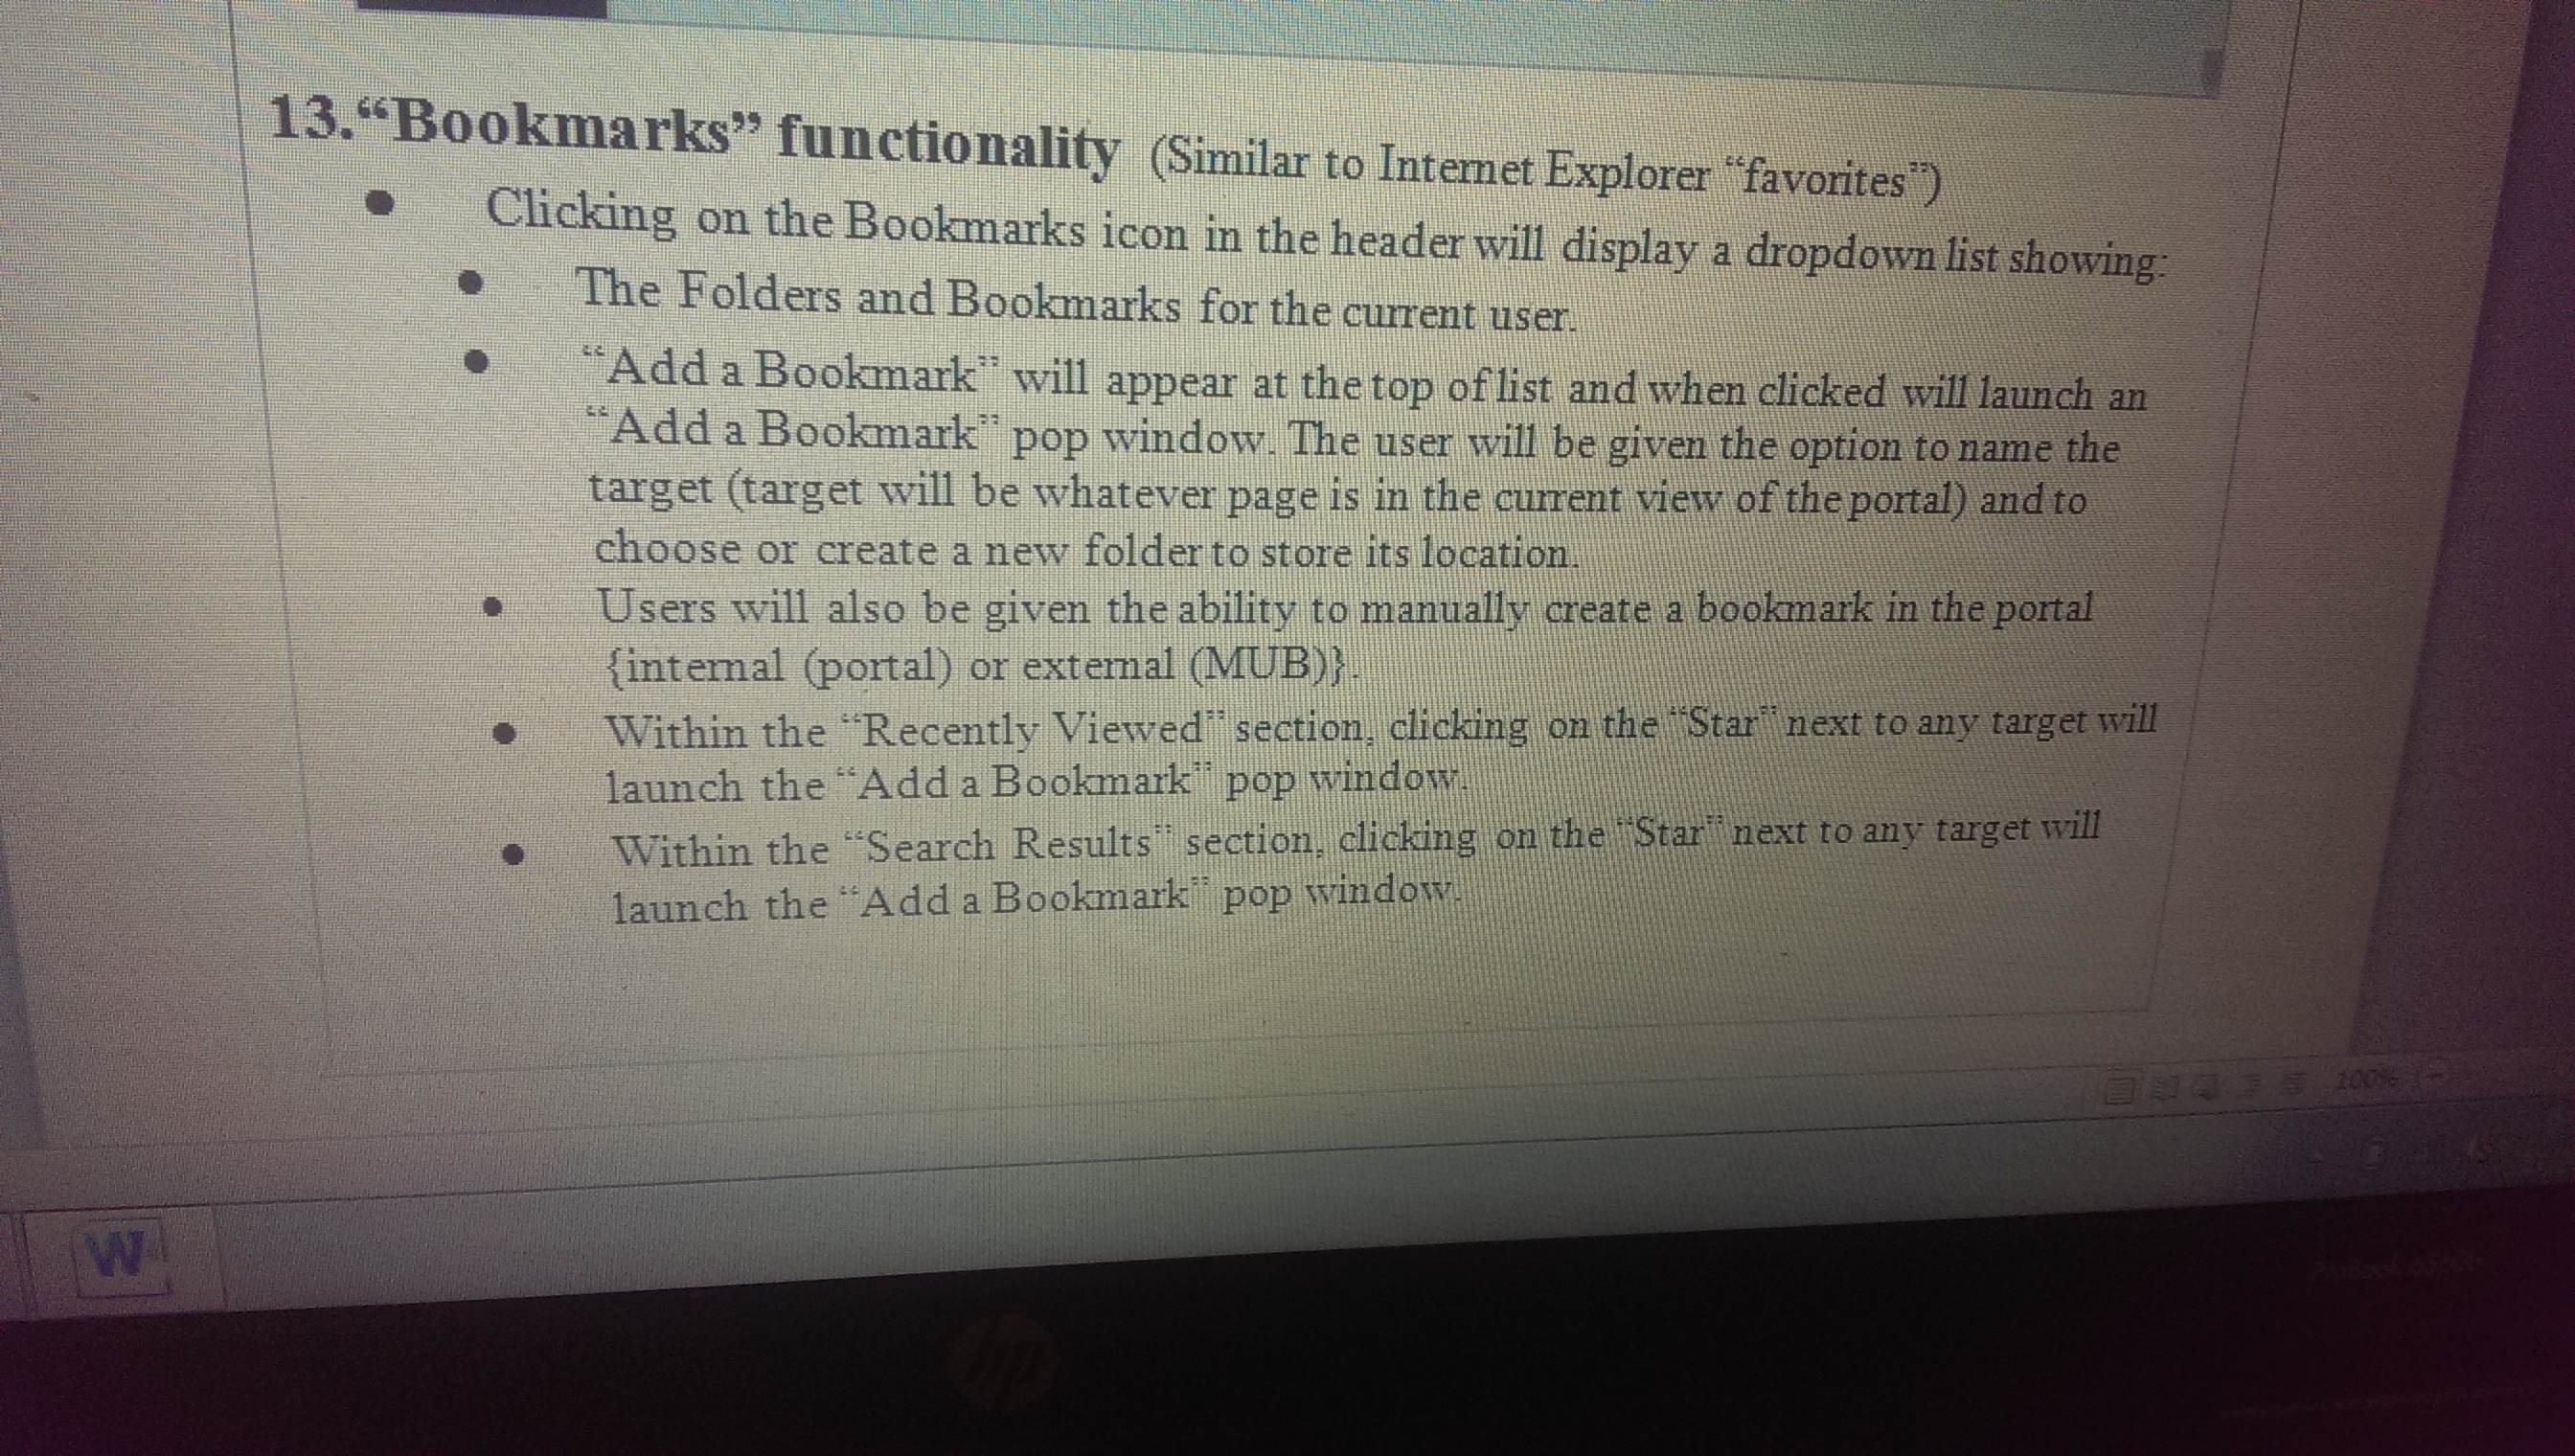 13.“Bookmarks” functionality (Similar to Internet Explorer “favorites”)
● Clicking on the Bookmarks icon in the header will display a dropdown list showing:
● The Folders and Bookmarks for the current user.
● “Add a Bookmark” will appear at the top of list and when clicked will launch an
“Add a Bookmark” pop window. The user will be given the option to name the
target (target will be whatever page is in the current view of the portal) and to
choose or create a new folder to store its location.
● Users will also be given the ability to manually create a bookmark in the portal
{internal (portal) or external (MUB)}.
● Within the “Recently Viewed” section, clicking on the “Star” next to any target will
launch the “Add a Bookmark” pop window.
● Within the “Search Results” section, clicking on the “Star” next to any target will
launch the “Add a Bookmark” pop window.
100%
W
hp